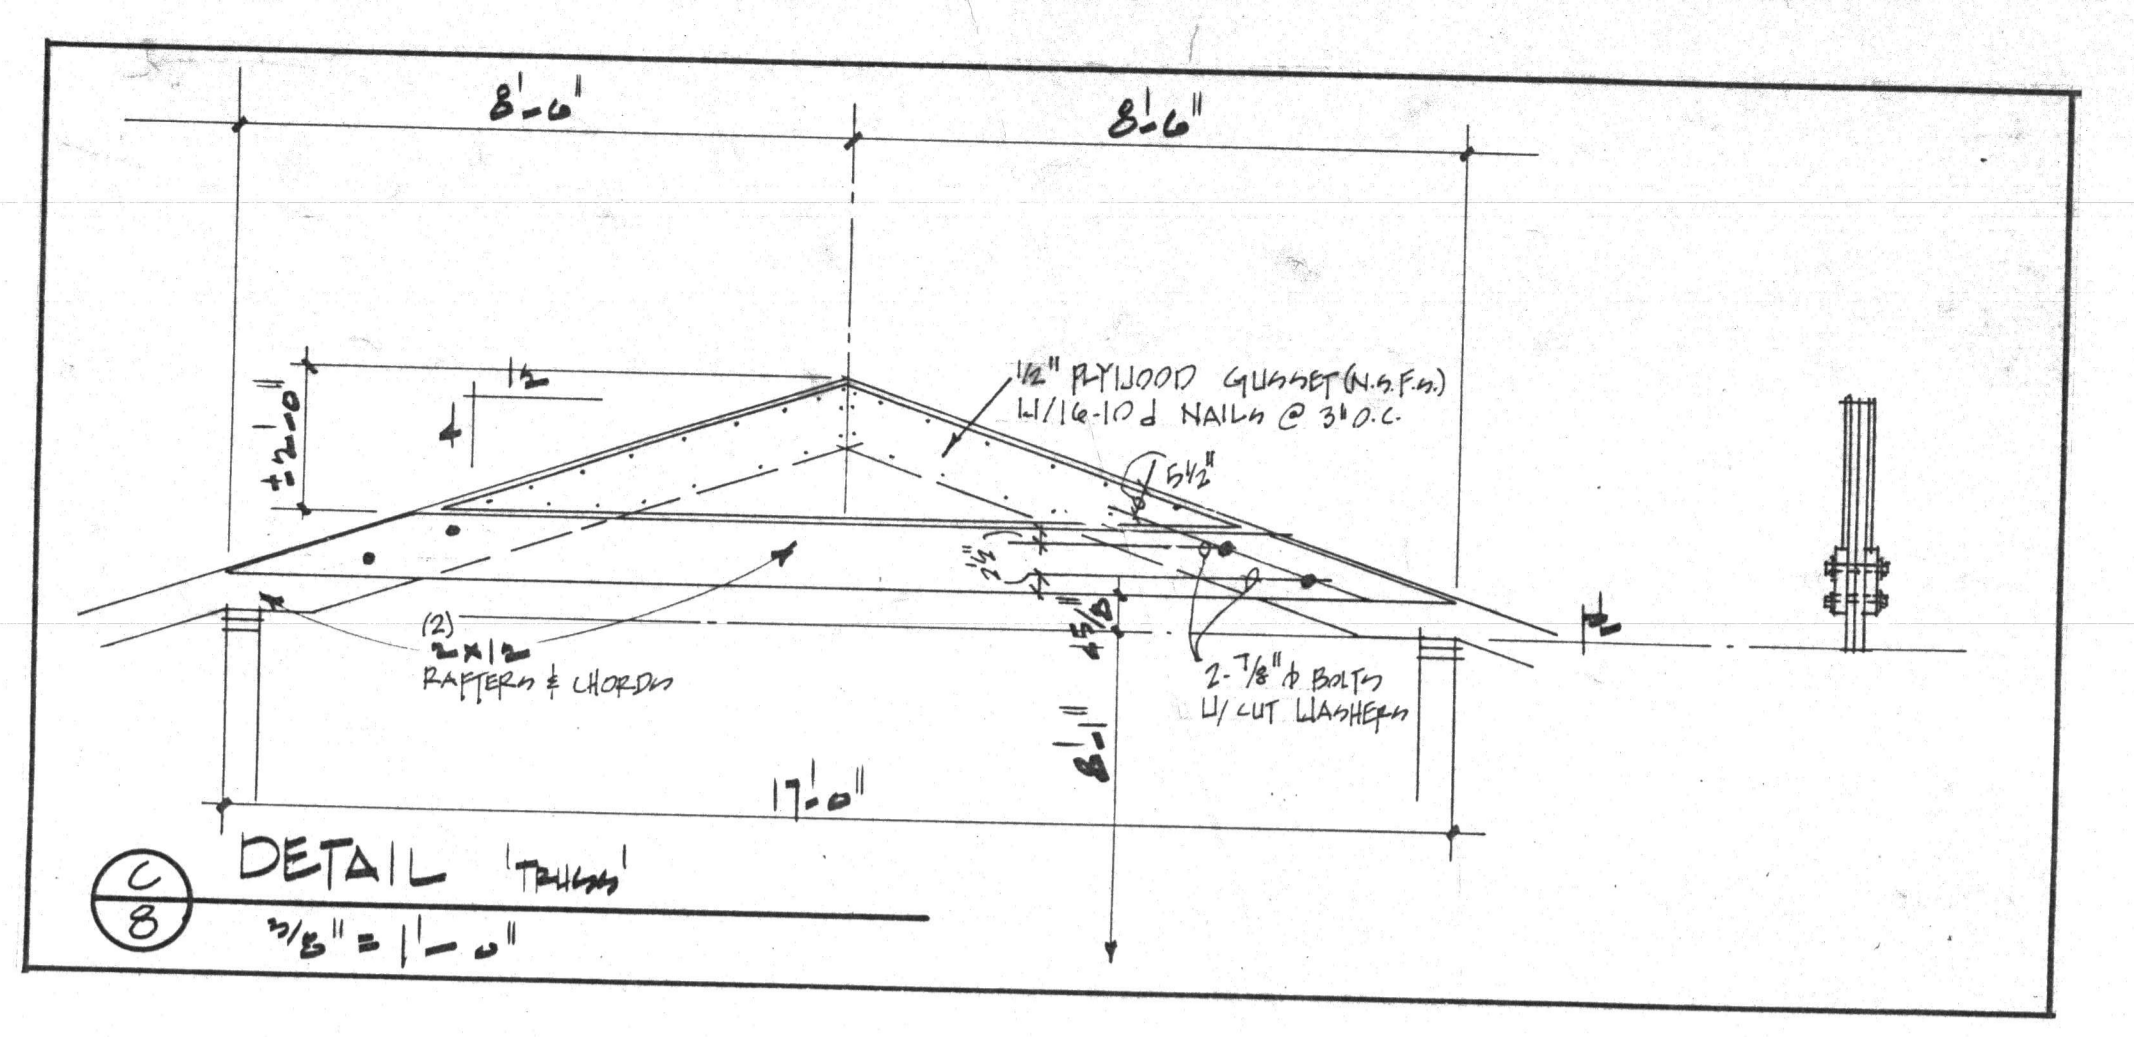 8'-6"
8'-6"
±2'-0"
12
4
1/2" PLYWOOD GUSSET (N.S.F.S.)
W/16-10d NAILS @ 3" O.C.
5 1/2"
2 1/2"
(2)
2x12
RAFTERS & CHORDS
4 5/8"
8'-1"
2-7/8"ɸ BOLTS
W/ CUT WASHERS
17'-0"
C
8
DETAIL 'TRUSS'
3/8" = 1'-0"